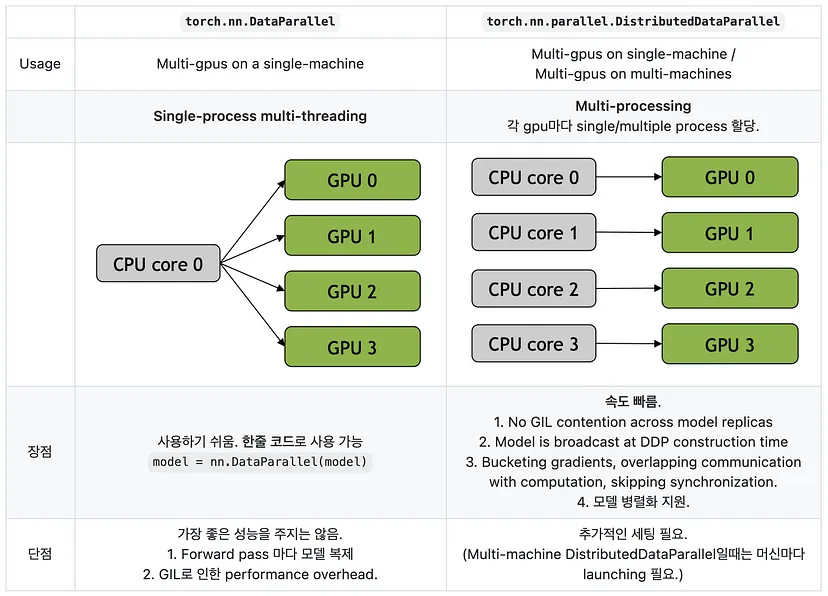 torch.nn.DataParallel
torch.nn.parallel.DistributedDataParallel
Usage
Multi-gpus on a single-machine
Multi-gpus on single-machine /
Multi-gpus on multi-machines
Single-process multi-threading
Multi-processing
각 gpu마다 single/multiple process 할당.
CPU core 0
GPU 0
GPU 1
GPU 2
GPU 3
CPU core 0
GPU 0
CPU core 1
GPU 1
CPU core 2
GPU 2
CPU core 3
GPU 3
장점
사용하기 쉬움. 한줄 코드로 사용 가능
model = nn.DataParallel(model)
속도 빠름.
1. No GIL contention across model replicas
2. Model is broadcast at DDP construction time
3. Bucketing gradients, overlapping communication
with computation, skipping synchronization.
4. 모델 병렬화 지원.
단점
가장 좋은 성능을 주지는 않음.
1. Forward pass 마다 모델 복제
2. GIL로 인한 performance overhead.
추가적인 세팅 필요.
(Multi-machine DistributedDataParallel일때는 머신마다
launching 필요.)